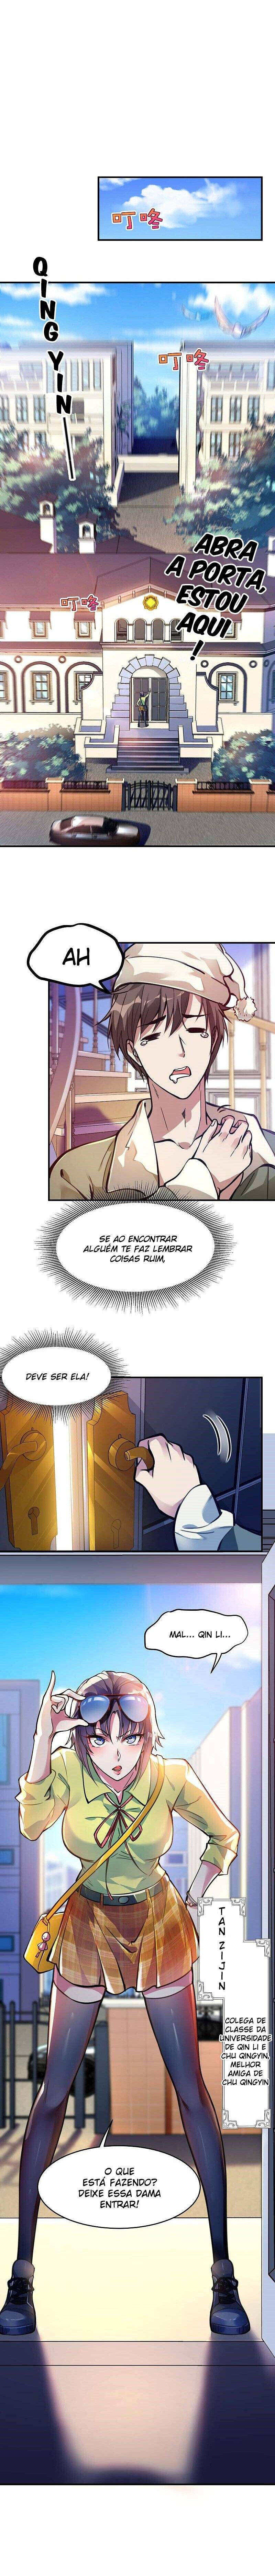 叮咚
QING YIN
叮咚
ABRA
A PORTA,
ESTOU
AQUI
!
叮咚
AH
SE AO ENCONTRAR
ALGUÉM TE FAZ LEMBRAR
COISAS RUIM,
DEVE SER ELA!
MAL... QIN LI...
TAN ZIJIN
COLEGA DE
CLASSE DA
UNIVERSIDADE
DE QIN LI E
CHU QINGYIN,
MELHOR
AMIGA DE
CHU QINGYIN
O QUE
ESTÁ FAZENDO?
DEIXE ESSA DAMA
ENTRAR!